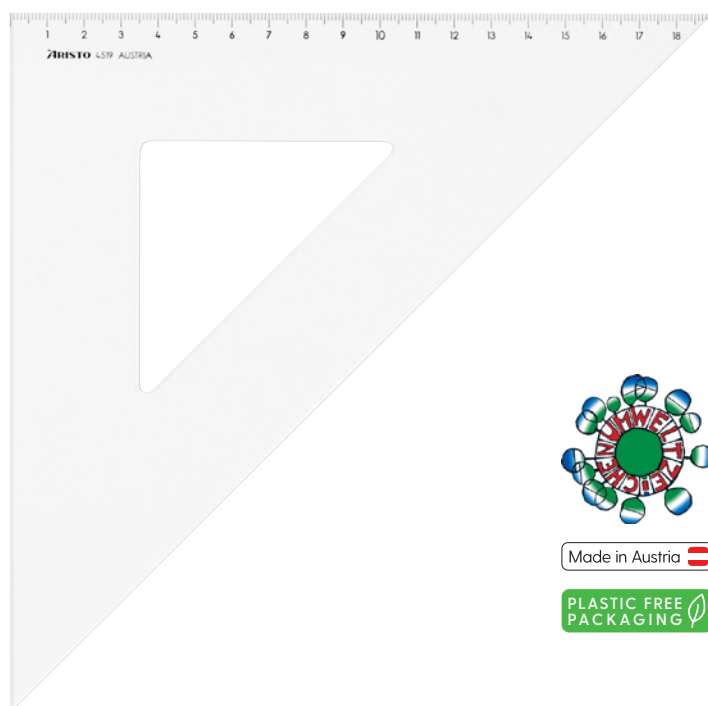 1 2 3 4 5 6 7 8 9 10 11 12 13 14 15 16 17 18
ARISTO 4519 AUSTRIA
UMWELTZEICHEN
Made in Austria
PLASTIC FREE
PACKAGING